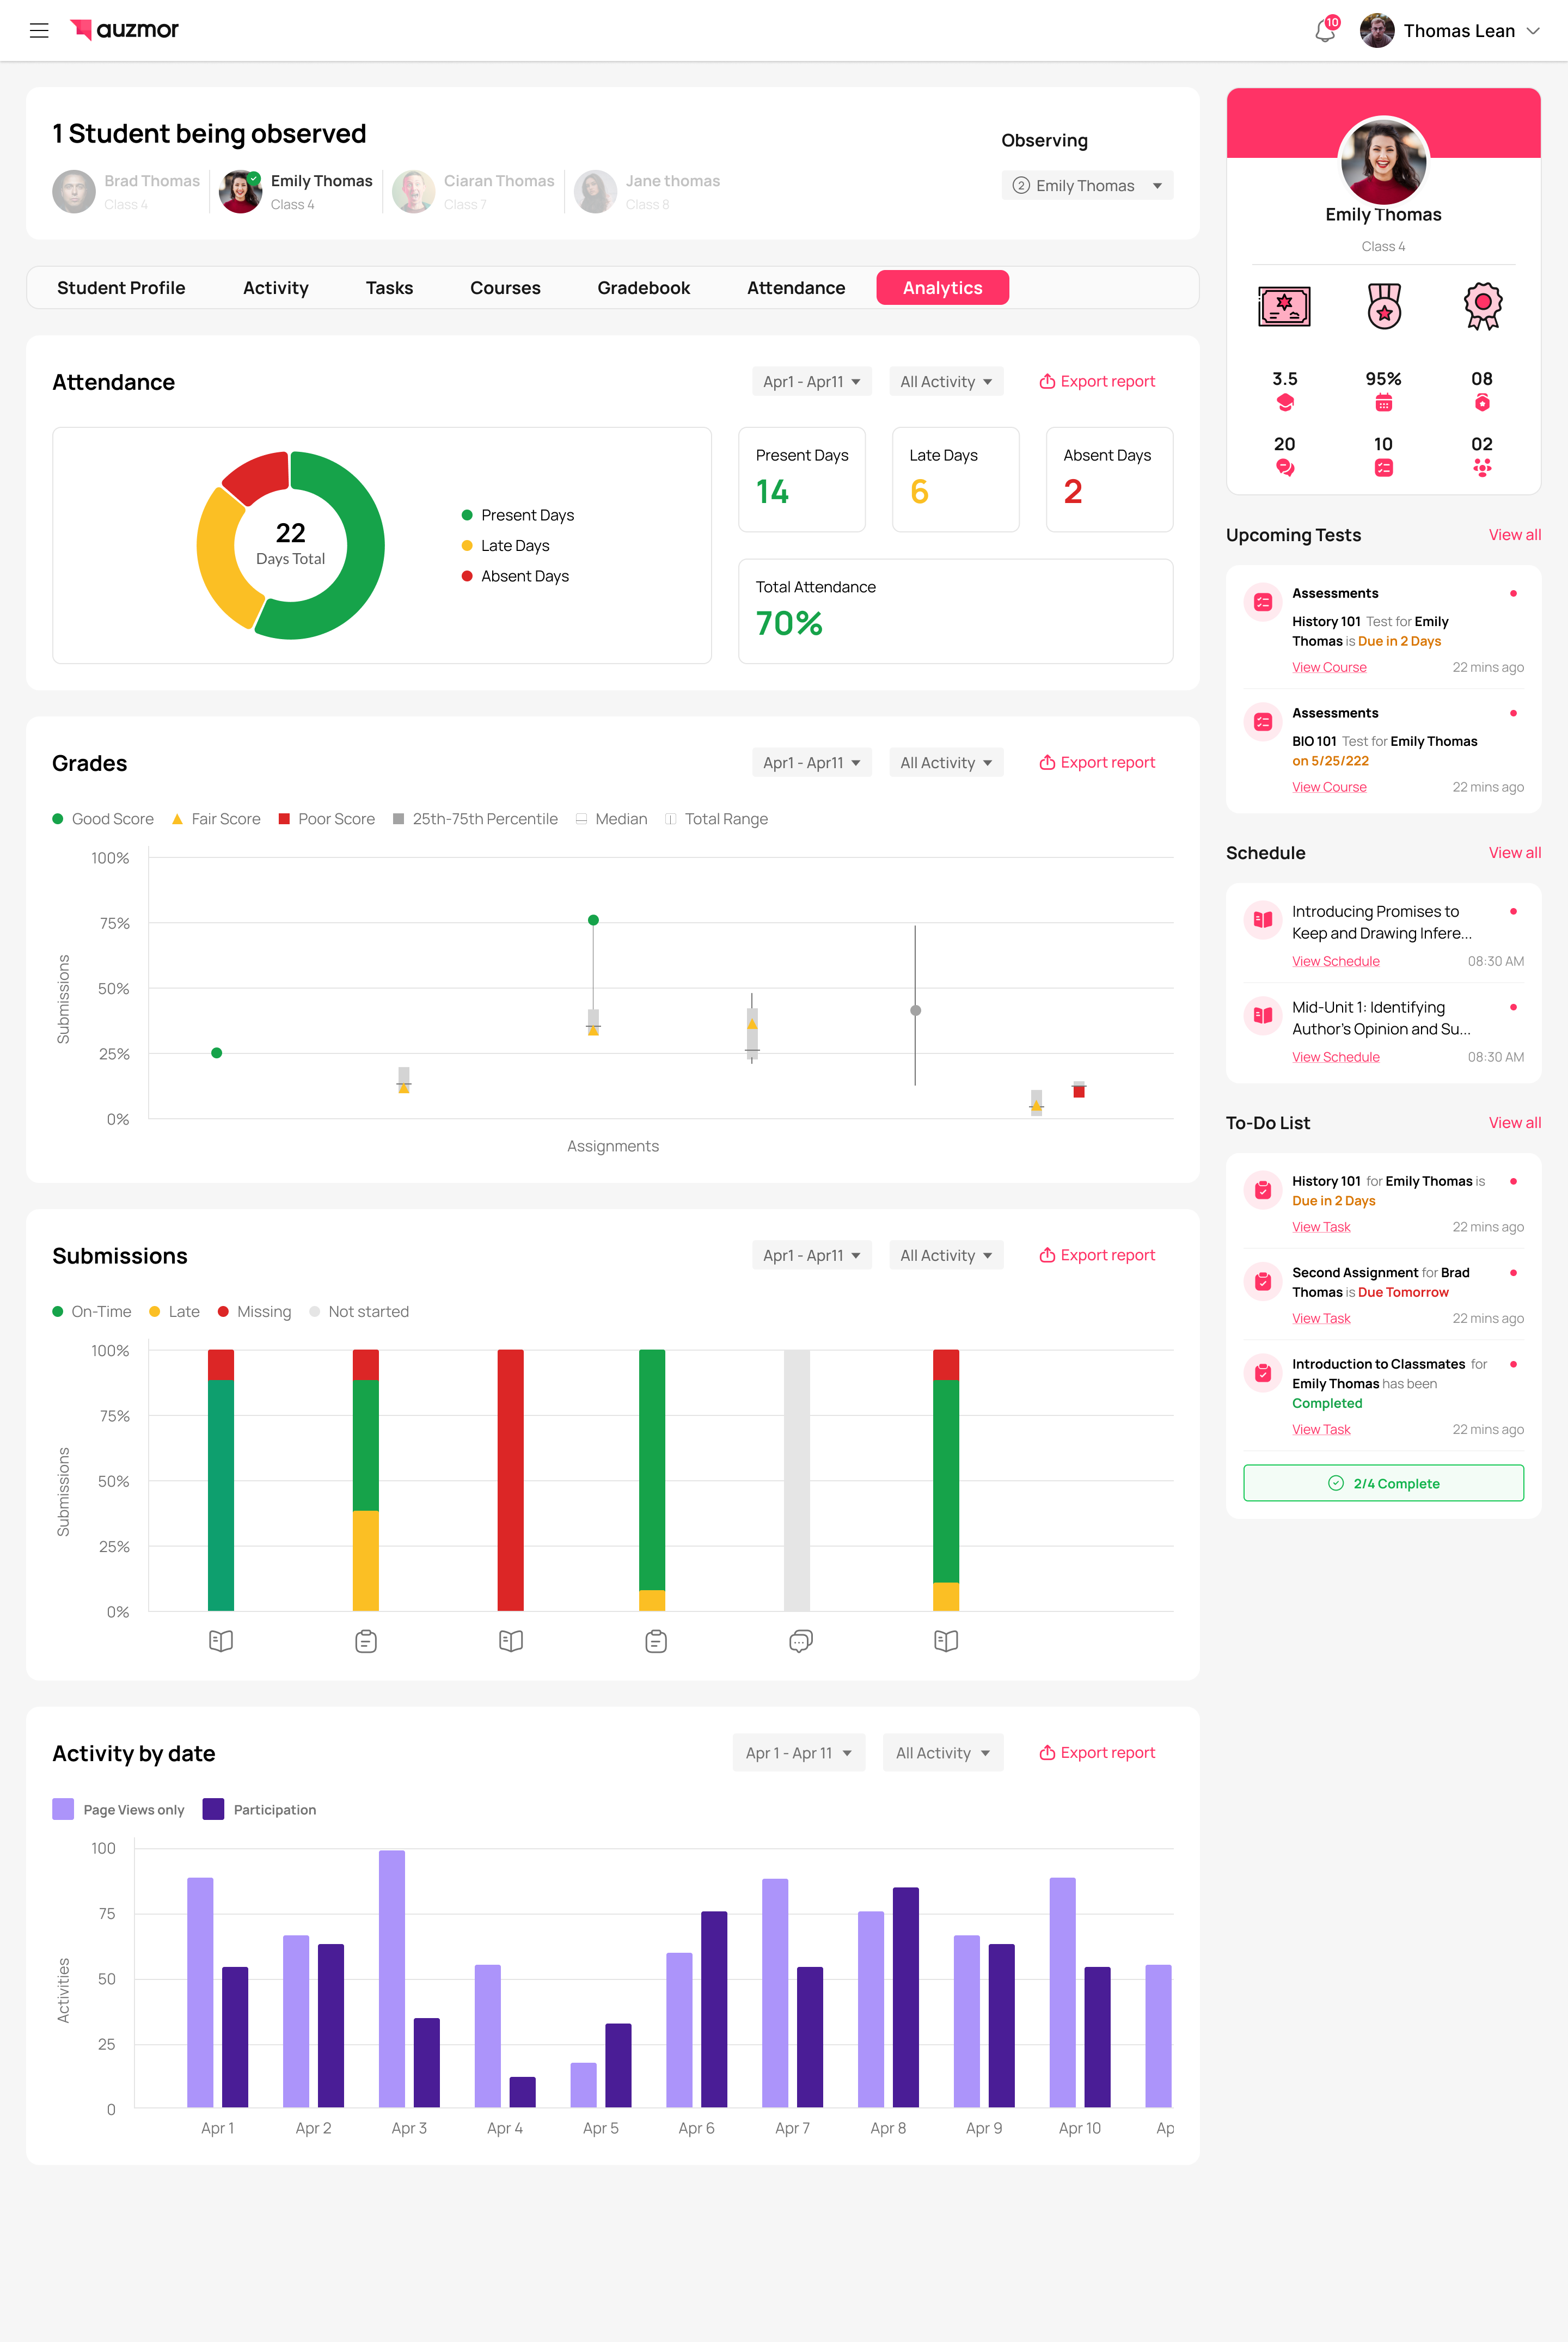 auzmor
10
Thomas Lean
1 Student being observed
Brad Thomas
Class 4
Emily Thomas
Class 4
Ciaran Thomas
Class 7
Jane thomas
Class 8
Observing
2 Emily Thomas
Student Profile
Activity
Tasks
Courses
Gradebook
Attendance
Analytics
Attendance
Apr1 - Apr11
All Activity
Export report
22
Days Total
Present Days
Late Days
Absent Days
Present Days
14
Late Days
6
Absent Days
2
Total Attendance
70%
Grades
Apr1 - Apr11
All Activity
Export report
Good Score
Fair Score
Poor Score
25th-75th Percentile
Median
Total Range
100%
75%
50%
25%
0%
Submissions
Assignments
Submissions
Apr1 - Apr11
All Activity
Export report
On-Time
Late
Missing
Not started
100%
75%
50%
25%
0%
Submissions
Activity by date
Apr 1 - Apr 11
All Activity
Export report
Page Views only
Participation
100
75
50
25
0
Activities
Apr 1
Apr 2
Apr 3
Apr 4
Apr 5
Apr 6
Apr 7
Apr 8
Apr 9
Apr 10
Ap
Emily Thomas
Class 4
3.5
95%
08
20
10
02
Upcoming Tests
View all
Assessments
History 101 Test for Emily
Thomas is Due in 2 Days
View Course
22 mins ago
Assessments
BIO 101 Test for Emily Thomas
on 5/25/222
View Course
22 mins ago
Schedule
View all
Introducing Promises to
Keep and Drawing Infere...
View Schedule
08:30 AM
Mid-Unit 1: Identifying
Author's Opinion and Su...
View Schedule
08:30 AM
To-Do List
View all
History 101 for Emily Thomas is
Due in 2 Days
View Task
22 mins ago
Second Assignment for Brad
Thomas is Due Tomorrow
View Task
22 mins ago
Introduction to Classmates for
Emily Thomas has been
Completed
View Task
22 mins ago
2/4 Complete